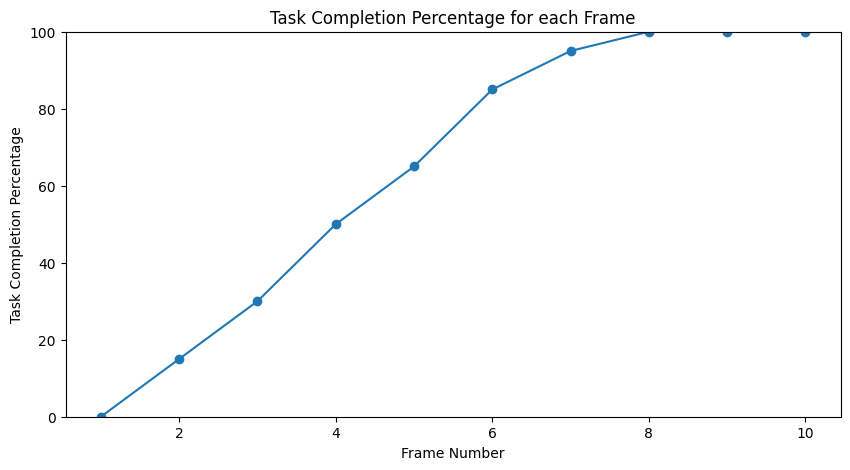 Task Completion Percentage for each Frame
Task Completion Percentage
100
80
60
40
20
0
2 4 6 8 10
Frame Number